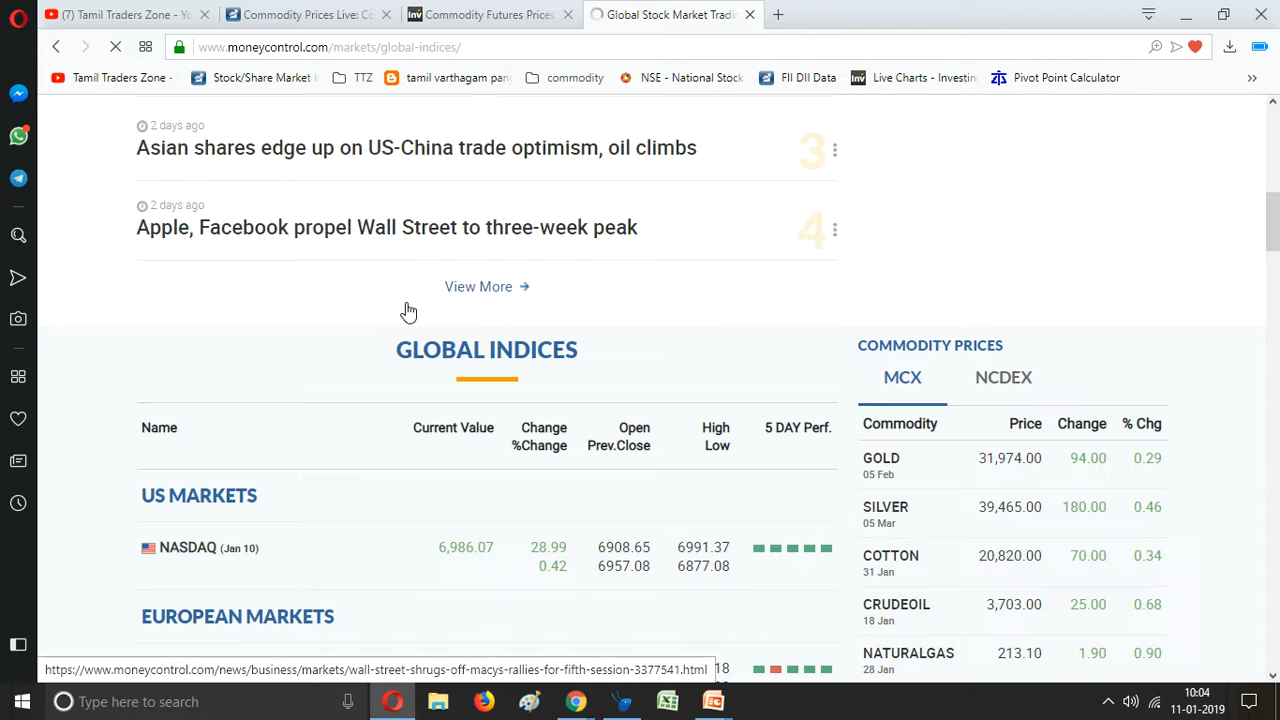 (7) Tamil Traders Zone - Yo
Commodity Prices Live: Co
Commodity Futures Prices
Global Stock Market Tradi
www.moneycontrol.com/markets/global-indices/
Tamil Traders Zone -
Stock/Share Market I
TTZ
tamil varthagam pan
commodity
NSE - National Stock
FII DII Data
Live Charts - Investin
Pivot Point Calculator
2 days ago
Asian shares edge up on US-China trade optimism, oil climbs
3
2 days ago
Apple, Facebook propel Wall Street to three-week peak
4
View More
GLOBAL INDICES
Name
Current Value
Change
%Change
Open
Prev.Close
High
Low
5 DAY Perf.
US MARKETS
NASDAQ (Jan 10)
6,986.07
28.99
0.42
6908.65
6957.08
6991.37
6877.08
EUROPEAN MARKETS
18
COMMODITY PRICES
MCX
NCDEX
Commodity Price Change % Chg
GOLD 31,974.00 94.00 0.29
05 Feb
SILVER 39,465.00 180.00 0.46
05 Mar
COTTON 20,820.00 70.00 0.34
31 Jan
CRUDEOIL 3,703.00 25.00 0.68
18 Jan
NATURALGAS 213.10 1.90 0.90
28 Jan
https://www.moneycontrol.com/news/business/markets/wall-street-shrugs-off-macys-rallies-for-fifth-session-3377541.html
Type here to search
10:04
11-01-2019